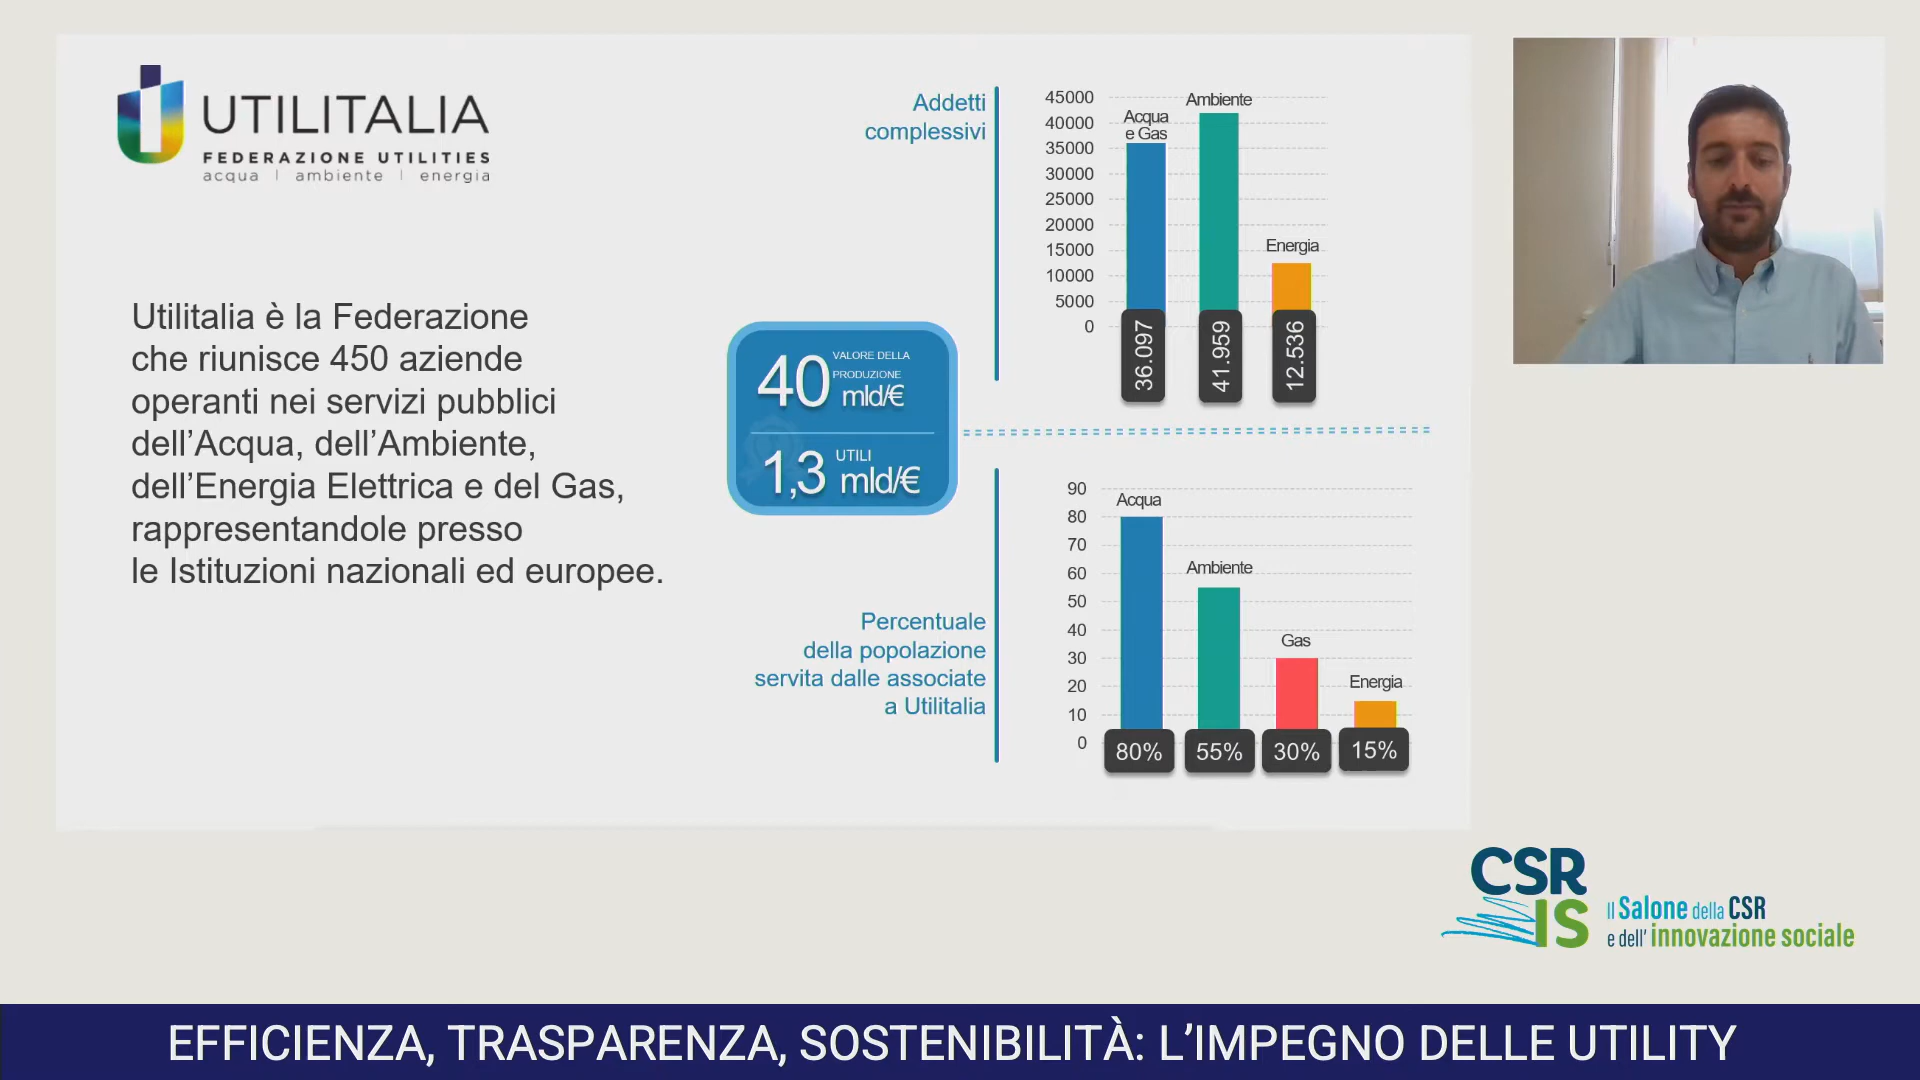 UTILITALIA
FEDERAZIONE UTILITIES
acqua | ambiente | energia
Utilitalia è la Federazione
che riunisce 450 aziende
operanti nei servizi pubblici
dell’Acqua, dell’Ambiente,
dell’Energia Elettrica e del Gas,
rappresentandole presso
le Istituzioni nazionali ed europee.
40 VALORE DELLA
PRODUZIONE
mld/€
1,3 UTILI
mld/€
Addetti
complessivi
45000
40000
35000
30000
25000
20000
15000
10000
5000
0
Acqua
e Gas
Ambiente
Energia
36.097
41.959
12.536
Percentuale
della popolazione
servita dalle associate
a Utilitalia
90
80
70
60
50
40
30
20
10
0
Acqua
Ambiente
Gas
Energia
80%
55%
30%
15%
CSR
IS
Il Salone della CSR
e dell' innovazione sociale
EFFICIENZA, TRASPARENZA, SOSTENIBILITÀ: L’IMPEGNO DELLE UTILITY